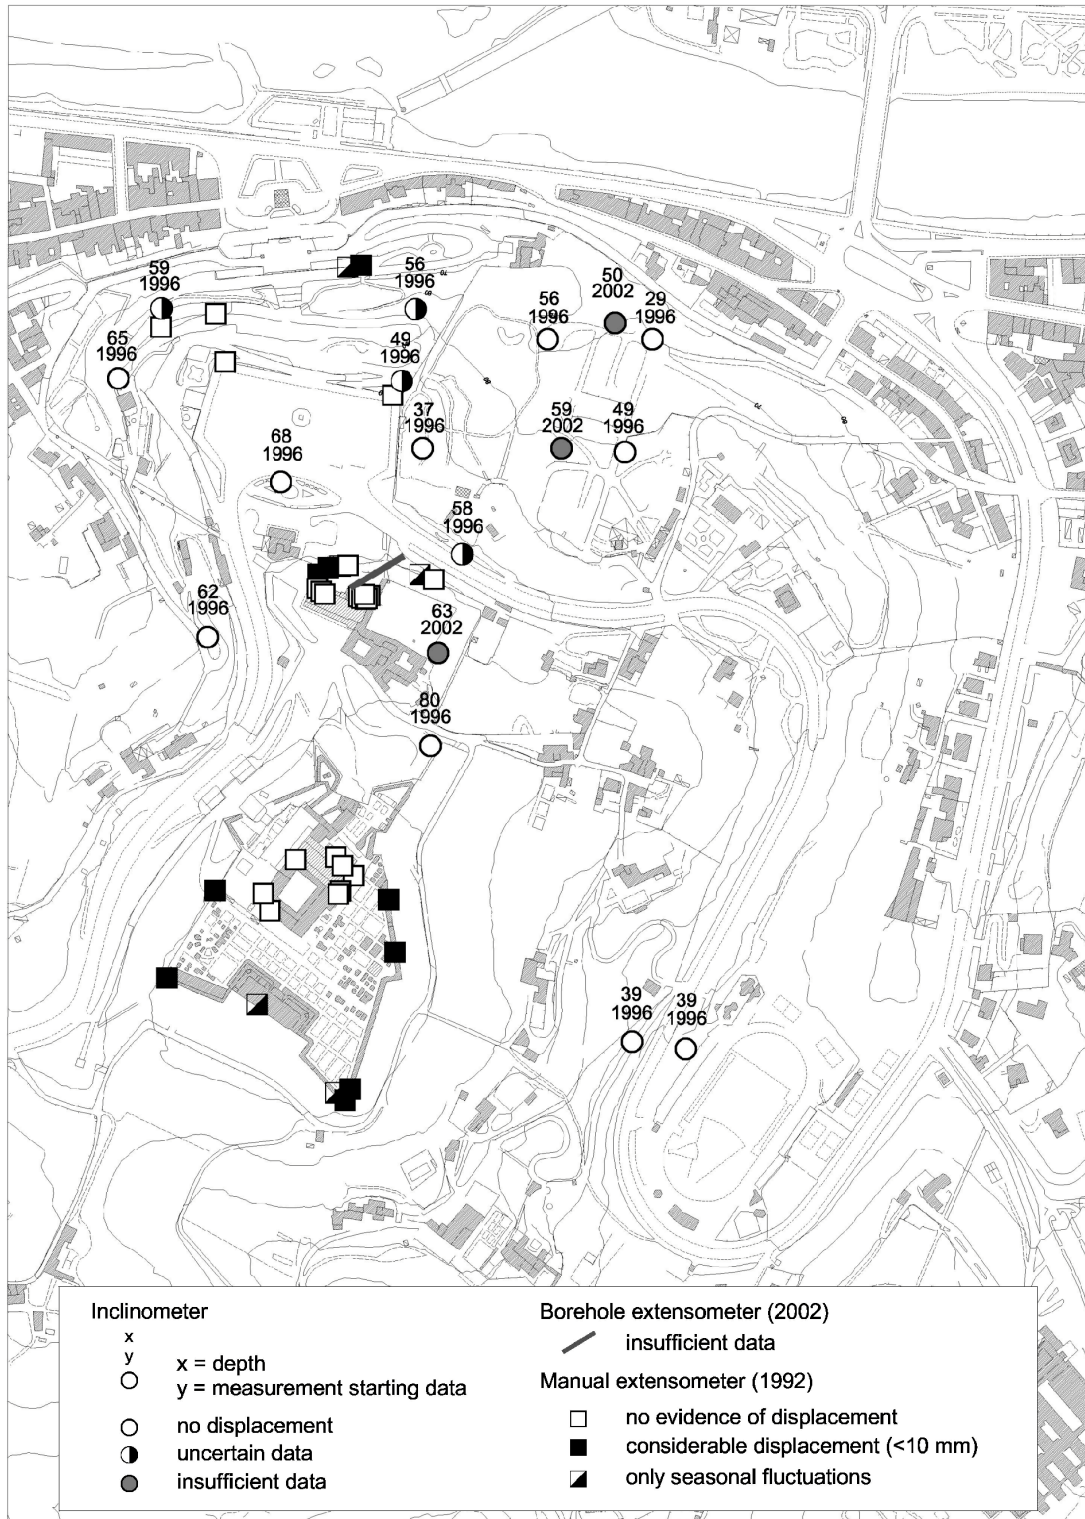 59
1996
56
1996
50
2002
56
1996
29
1996
65
1996
49
1996
37
1996
59
2002
49
1996
68
1996
58
1996
62
1996
63
2002
80
1996
39
1996
39
1996
Inclinometer
x
y
x = depth
y = measurement starting data
no displacement
uncertain data
insufficient data
Borehole extensometer (2002)
insufficient data
Manual extensometer (1992)
no evidence of displacement
considerable displacement (<10 mm)
only seasonal fluctuations